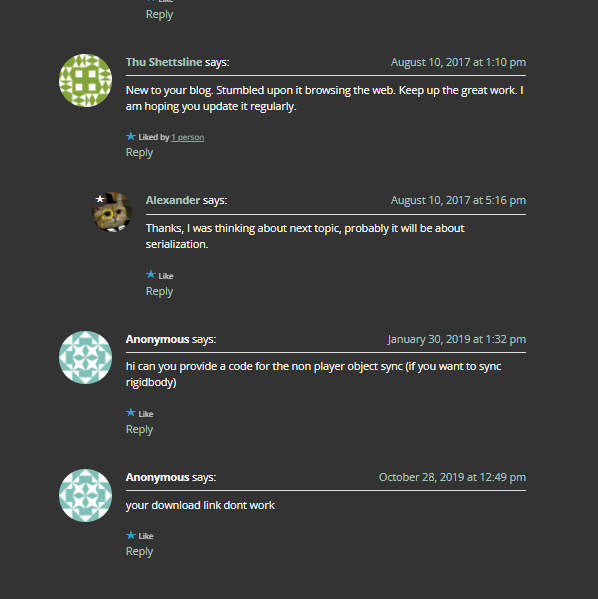 Like
Reply
Thu Shettsline says: August 10, 2017 at 1:10 pm
New to your blog. Stumbled upon it browsing the web. Keep up the great work. I
am hoping you update it regularly.
Liked by 1 person
Reply
Alexander says: August 10, 2017 at 5:16 pm
Thanks, I was thinking about next topic, probably it will be about
serialization.
Like
Reply
Anonymous says: January 30, 2019 at 1:32 pm
hi can you provide a code for the non player object sync (if you want to sync
rigidbody)
Like
Reply
Anonymous says: October 28, 2019 at 12:49 pm
your download link dont work
Like
Reply